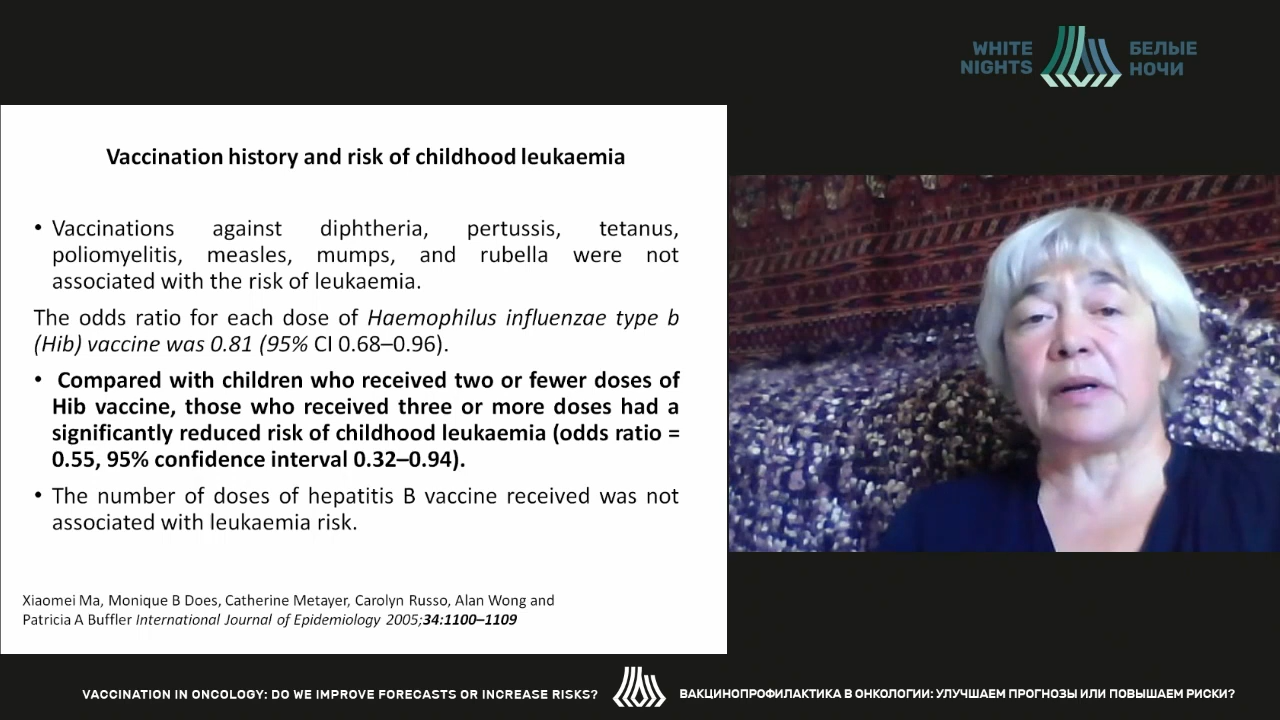 WHITE
NIGHTS
БЕЛЫЕ
НОЧИ
Vaccination history and risk of childhood leukaemia
• Vaccinations against diphtheria, pertussis, tetanus,
poliomyelitis, measles, mumps, and rubella were not
associated with the risk of leukaemia.
The odds ratio for each dose of Haemophilus influenzae type b
(Hib) vaccine was 0.81 (95% CI 0.68–0.96).
• Compared with children who received two or fewer doses of
Hib vaccine, those who received three or more doses had a
significantly reduced risk of childhood leukaemia (odds ratio =
0.55, 95% confidence interval 0.32–0.94).
• The number of doses of hepatitis B vaccine received was not
associated with leukaemia risk.
Xiaomei Ma, Monique B Does, Catherine Metayer, Carolyn Russo, Alan Wong and
Patricia A Buffler International Journal of Epidemiology 2005;34:1100–1109
VACCINATION IN ONCOLOGY: DO WE IMPROVE FORECASTS OR INCREASE RISKS?
ВАКЦИНОПРОФИЛАКТИКА В ОНКОЛОГИИ: УЛУЧШАЕМ ПРОГНОЗЫ ИЛИ ПОВЫШАЕМ РИСКИ?